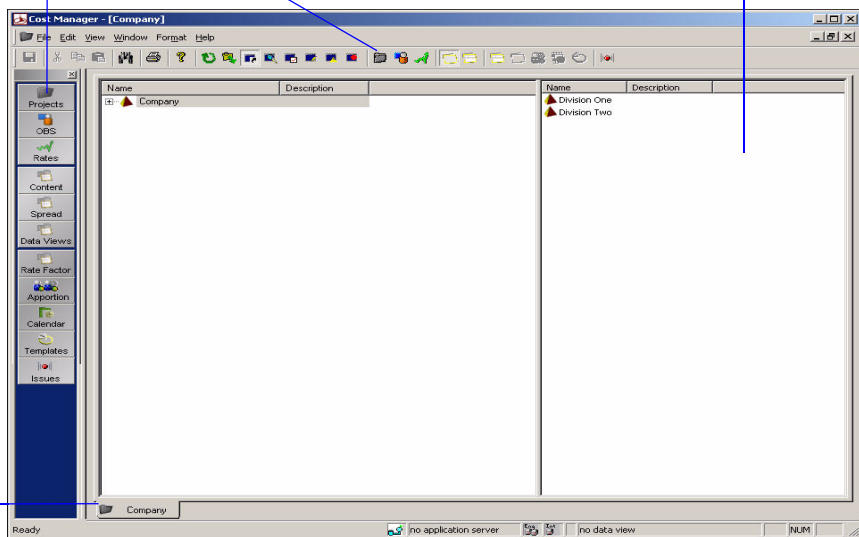 Cost Manager - [Company]
File Edit View Window Format Help
Projects
OBS
Rates
Content
Spread
Data Views
Rate Factor
Apportion
Calendar
Templates
Issues
Name Description
Company
Name Description
Division One
Division Two
Company
Ready no application server no data view NUM